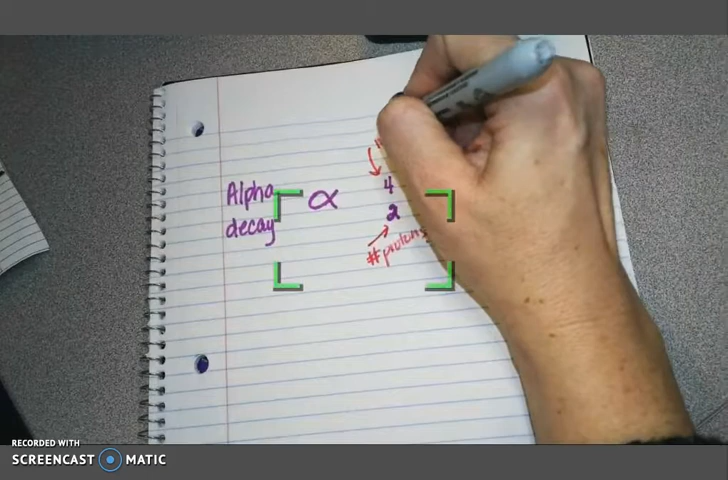 Alpha α 4
decay 2
#protons
RECORDED WITH
SCREENCAST MATIC